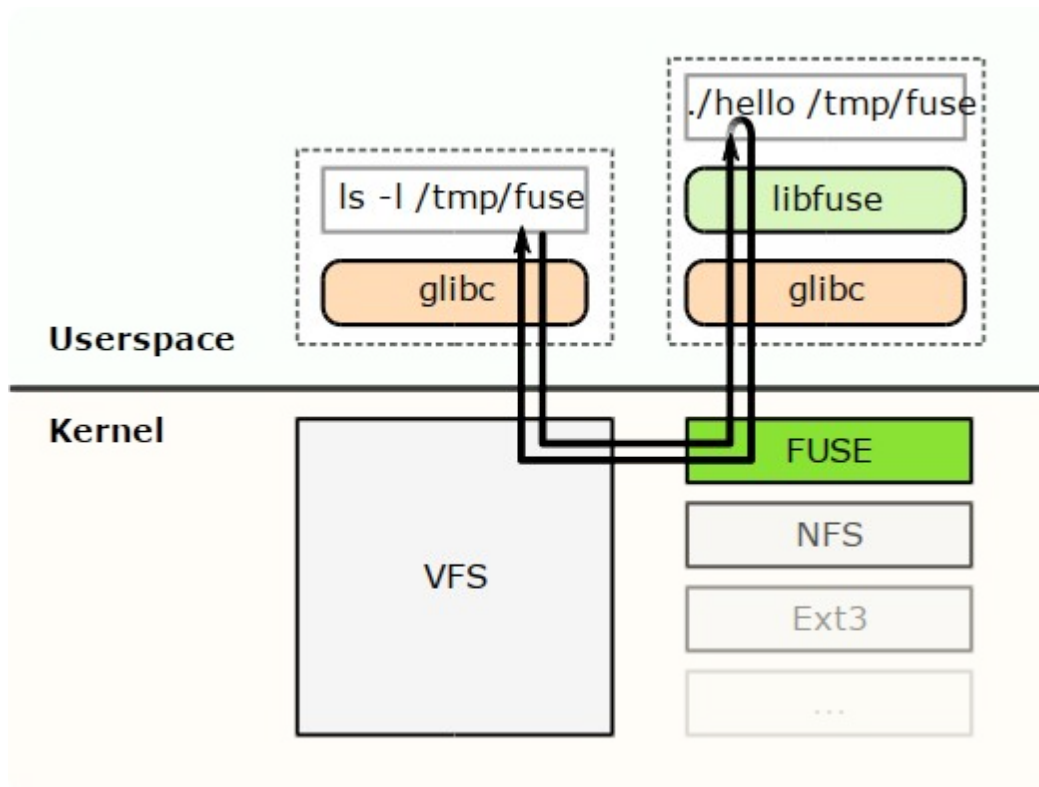 ./hello /tmp/fuse
ls -l /tmp/fuse
libfuse
glibc
glibc
Userspace
Kernel
FUSE
NFS
VFS
Ext3
...